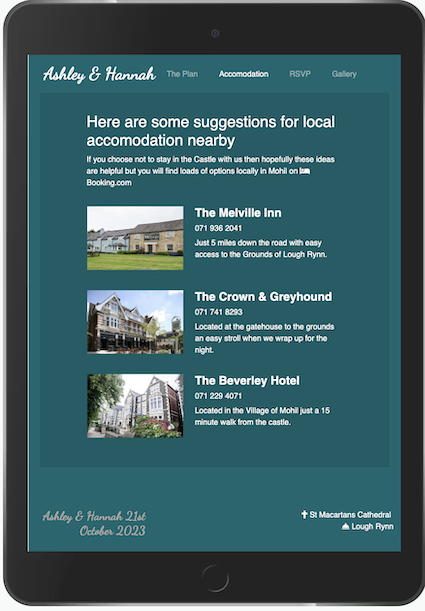 Ashley & Hannah The Plan Accomodation RSVP Gallery
Here are some suggestions for local
accomodation nearby
If you choose not to stay in the Castle with us then hopefully these ideas
are helpful but you will find loads of options locally in Mohil on
Booking.com
The Melville Inn
071 936 2041
Just 5 miles down the road with easy
access to the Grounds of Lough Rynn.
The Crown & Greyhound
071 741 8293
Located at the gatehouse to the grounds
an easy stroll when we wrap up for the
night.
The Beverley Hotel
071 229 4071
Located in the Village of Mohil just a 15
minute walk from the castle.
Ashley & Hannah 21st
October 2023
St Macartans Cathedral
Lough Rynn